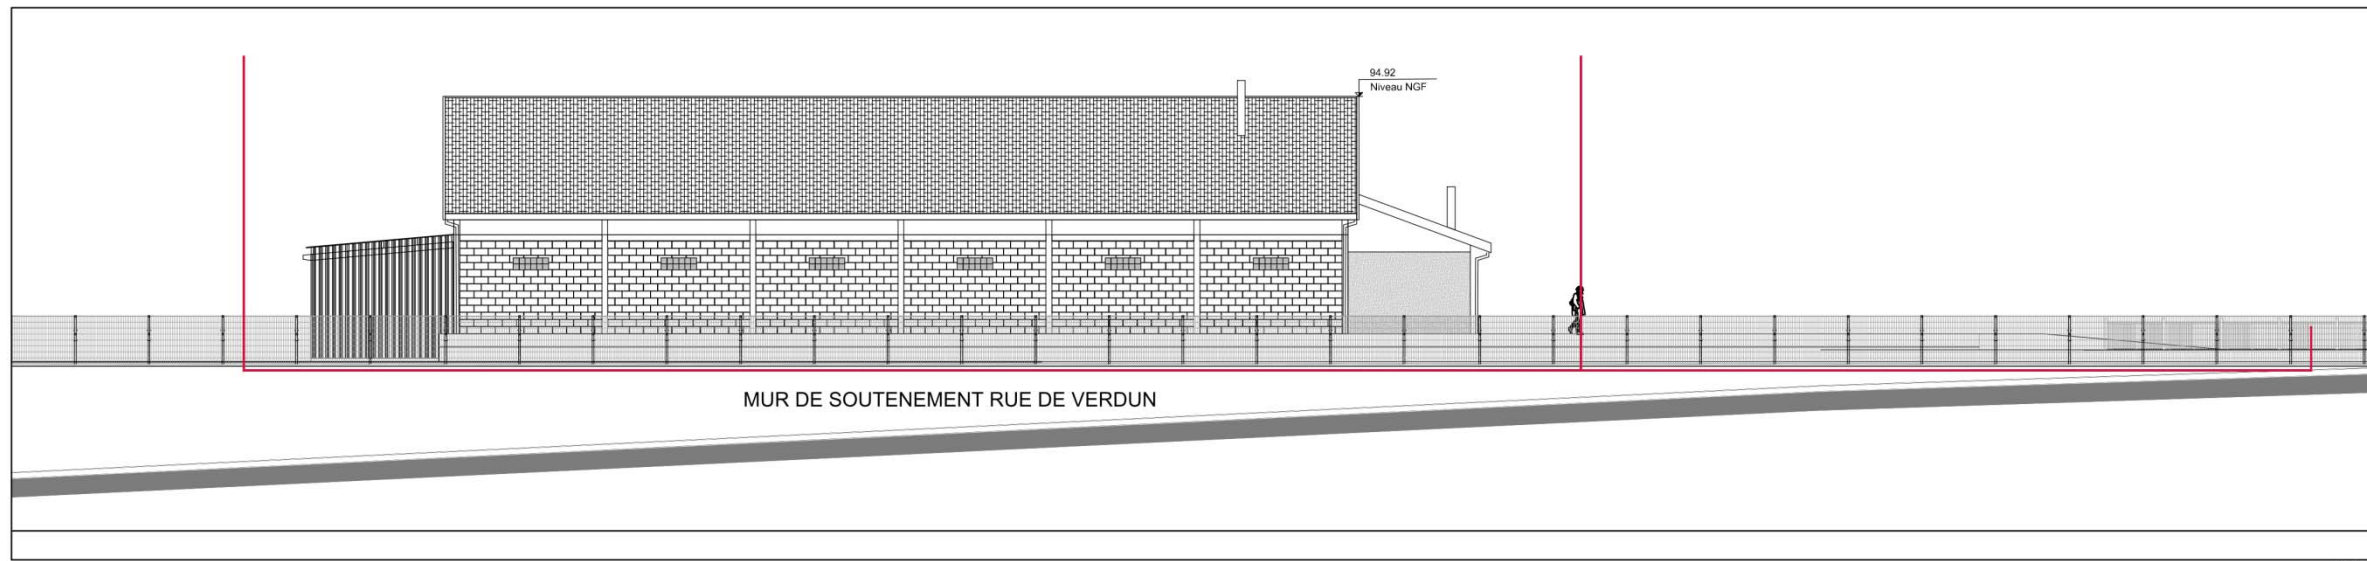 94.92
Niveau NGF
MUR DE SOUTENEMENT RUE DE VERDUN